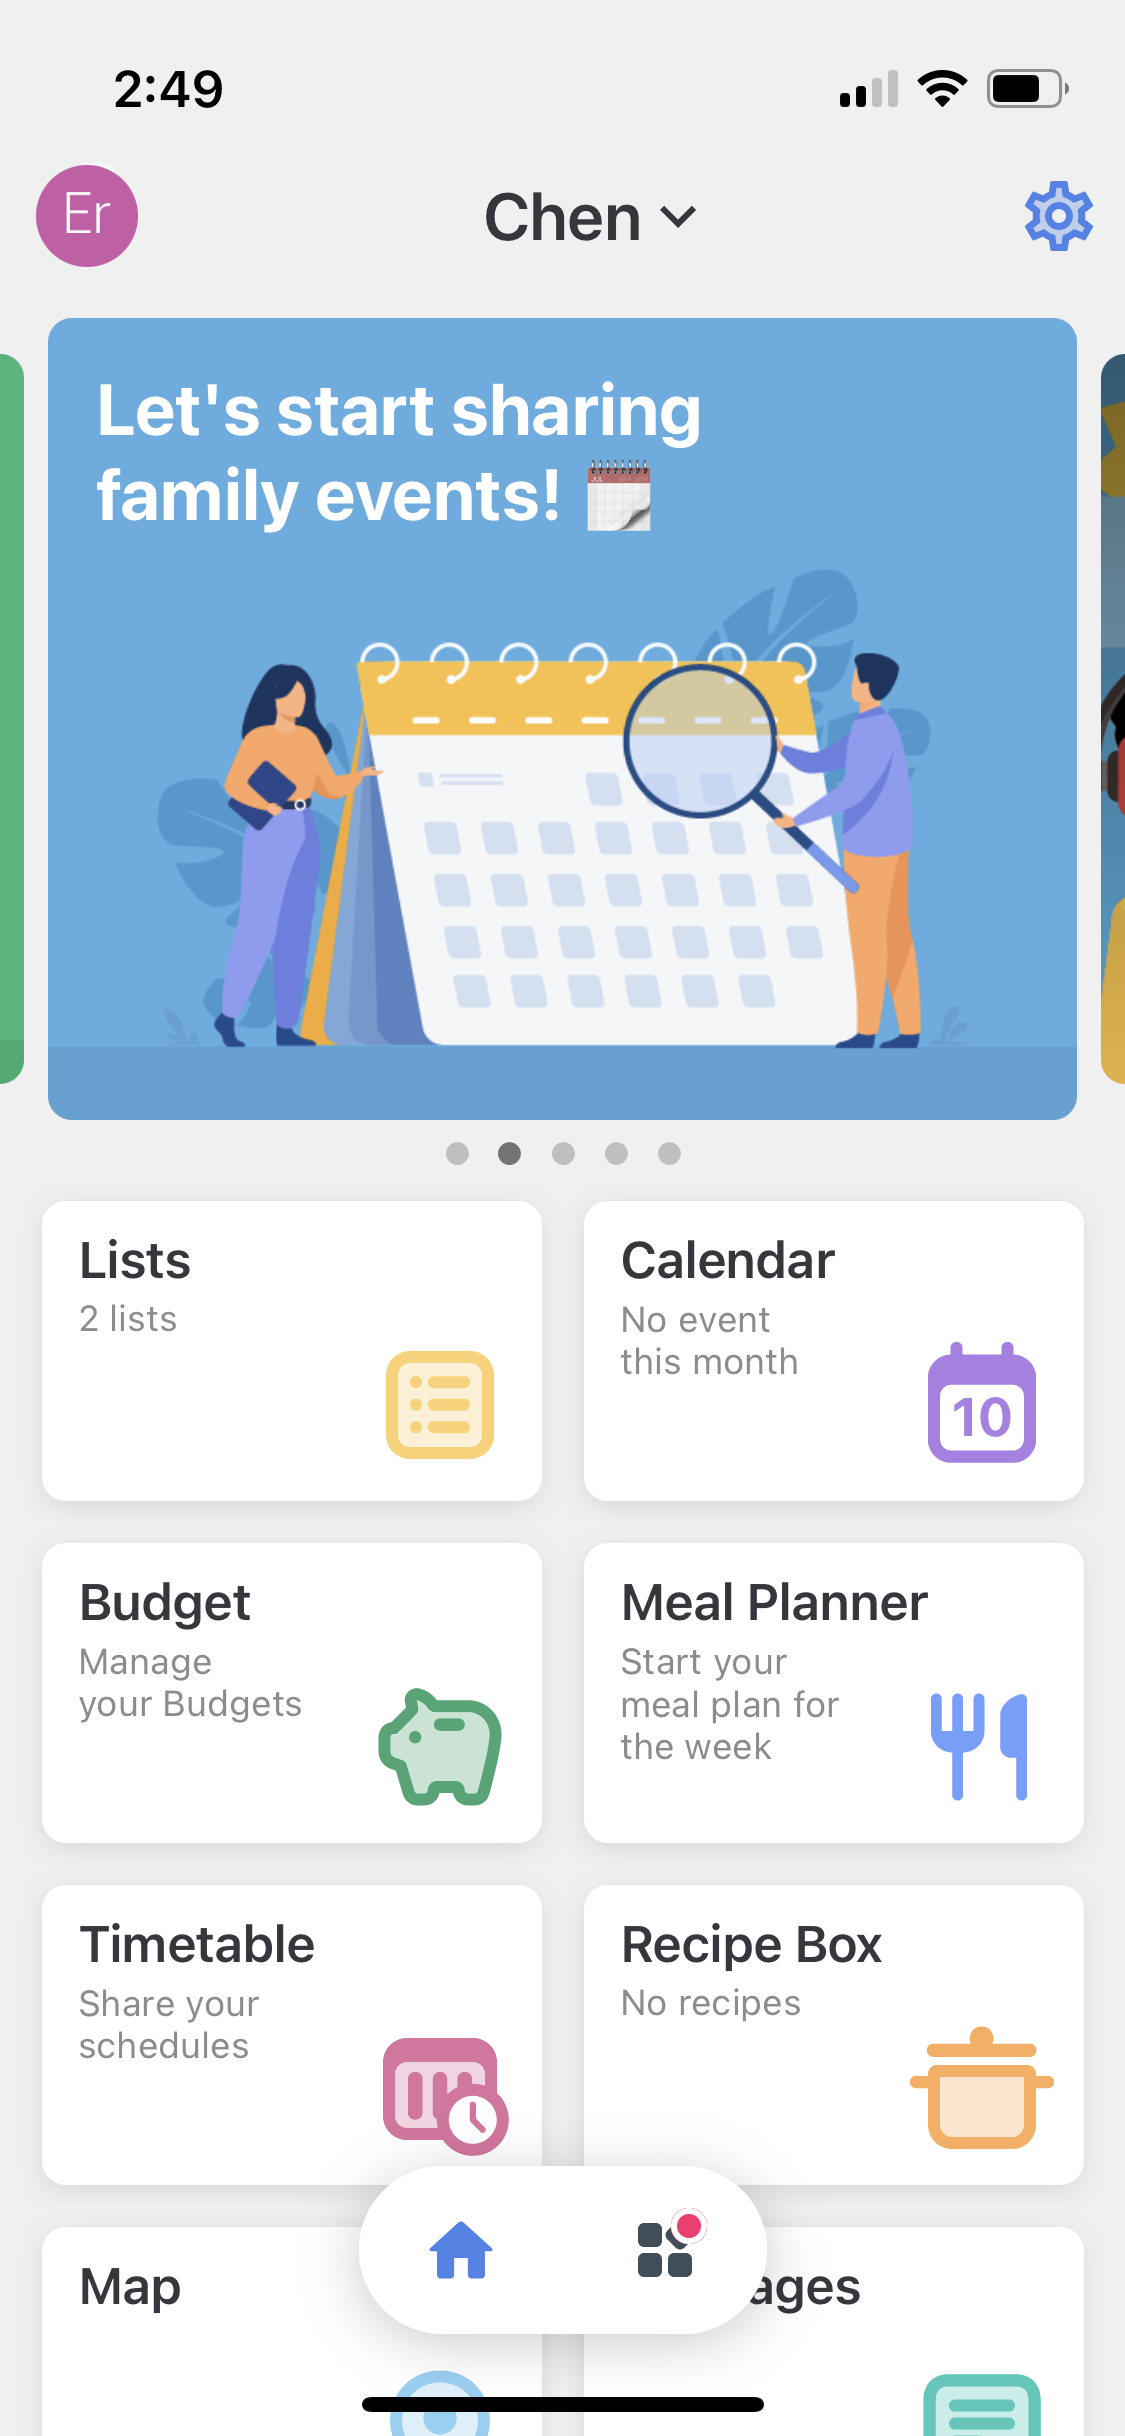 2:49
Er
Chen
Let's start sharing
family events!
JUL
Lists
2 lists
Calendar
No event
this month
10
Budget
Manage
your Budgets
Meal Planner
Start your
meal plan for
the week
Timetable
Share your
schedules
Recipe Box
No recipes
Map
ages